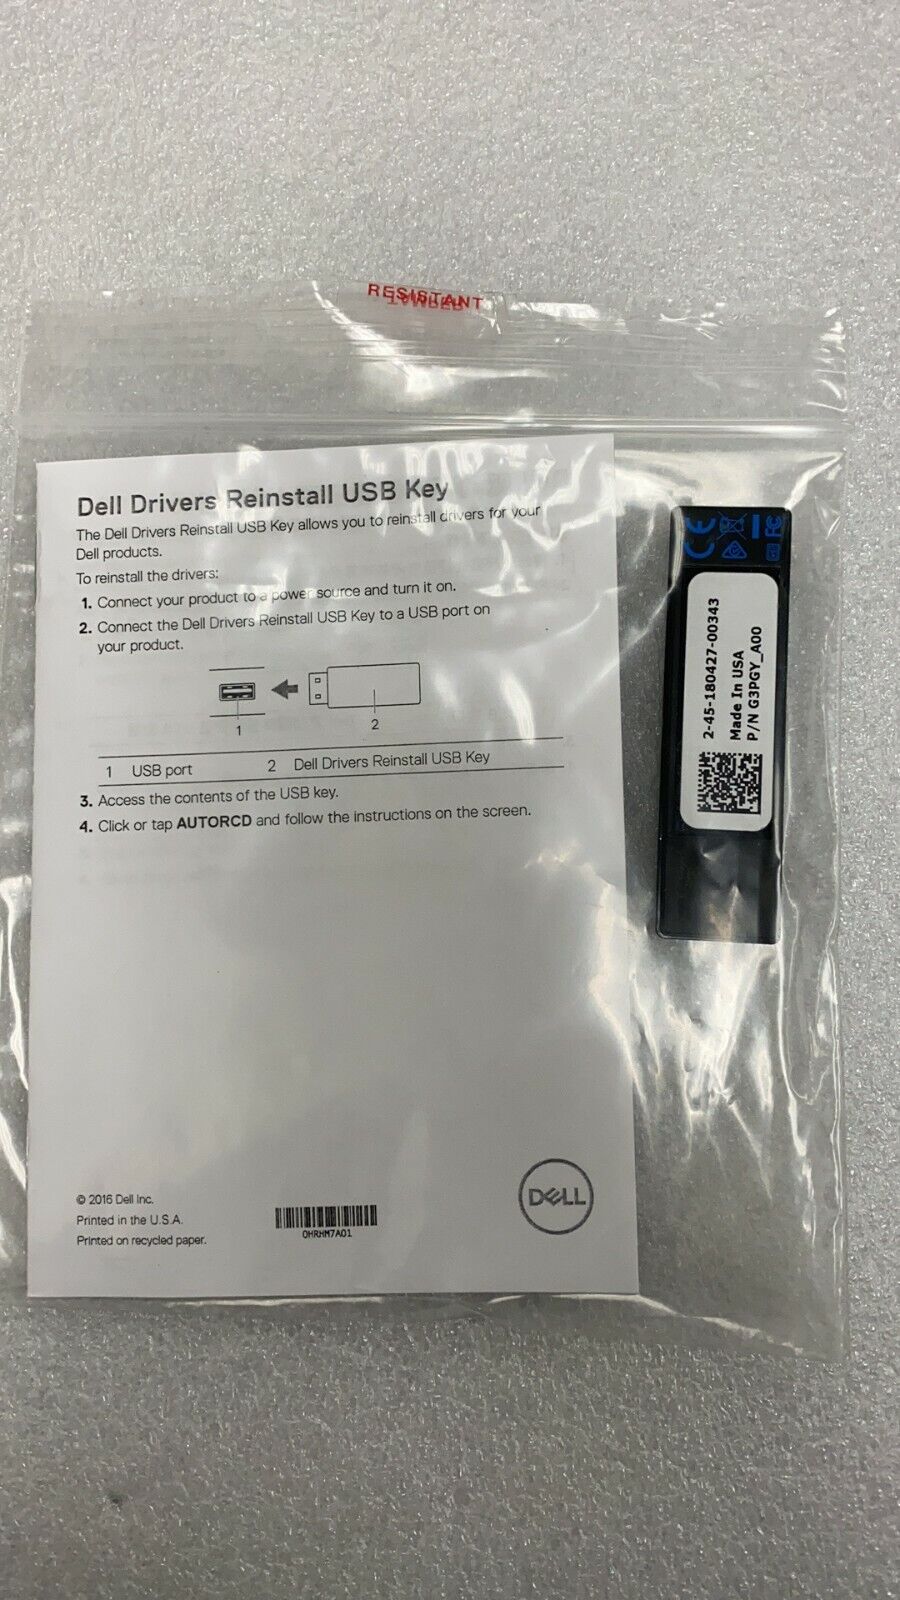 RESISTANT
TAMPER
Dell Drivers Reinstall USB Key
The Dell Drivers Reinstall USB Key allows you to reinstall drivers for your
Dell products.
To reinstall the drivers:
1. Connect your product to a power source and turn it on.
2. Connect the Dell Drivers Reinstall USB Key to a USB port on
your product.
1 2
1 USB port 2 Dell Drivers Reinstall USB Key
3. Access the contents of the USB key.
4. Click or tap AUTORCD and follow the instructions on the screen.
© 2016 Dell Inc.
Printed in the U.S.A.
Printed on recycled paper.
0HRHM7A01
DELL
CE
FC
2-45-180427-00343
Made In USA
P/N G3PGY_A00